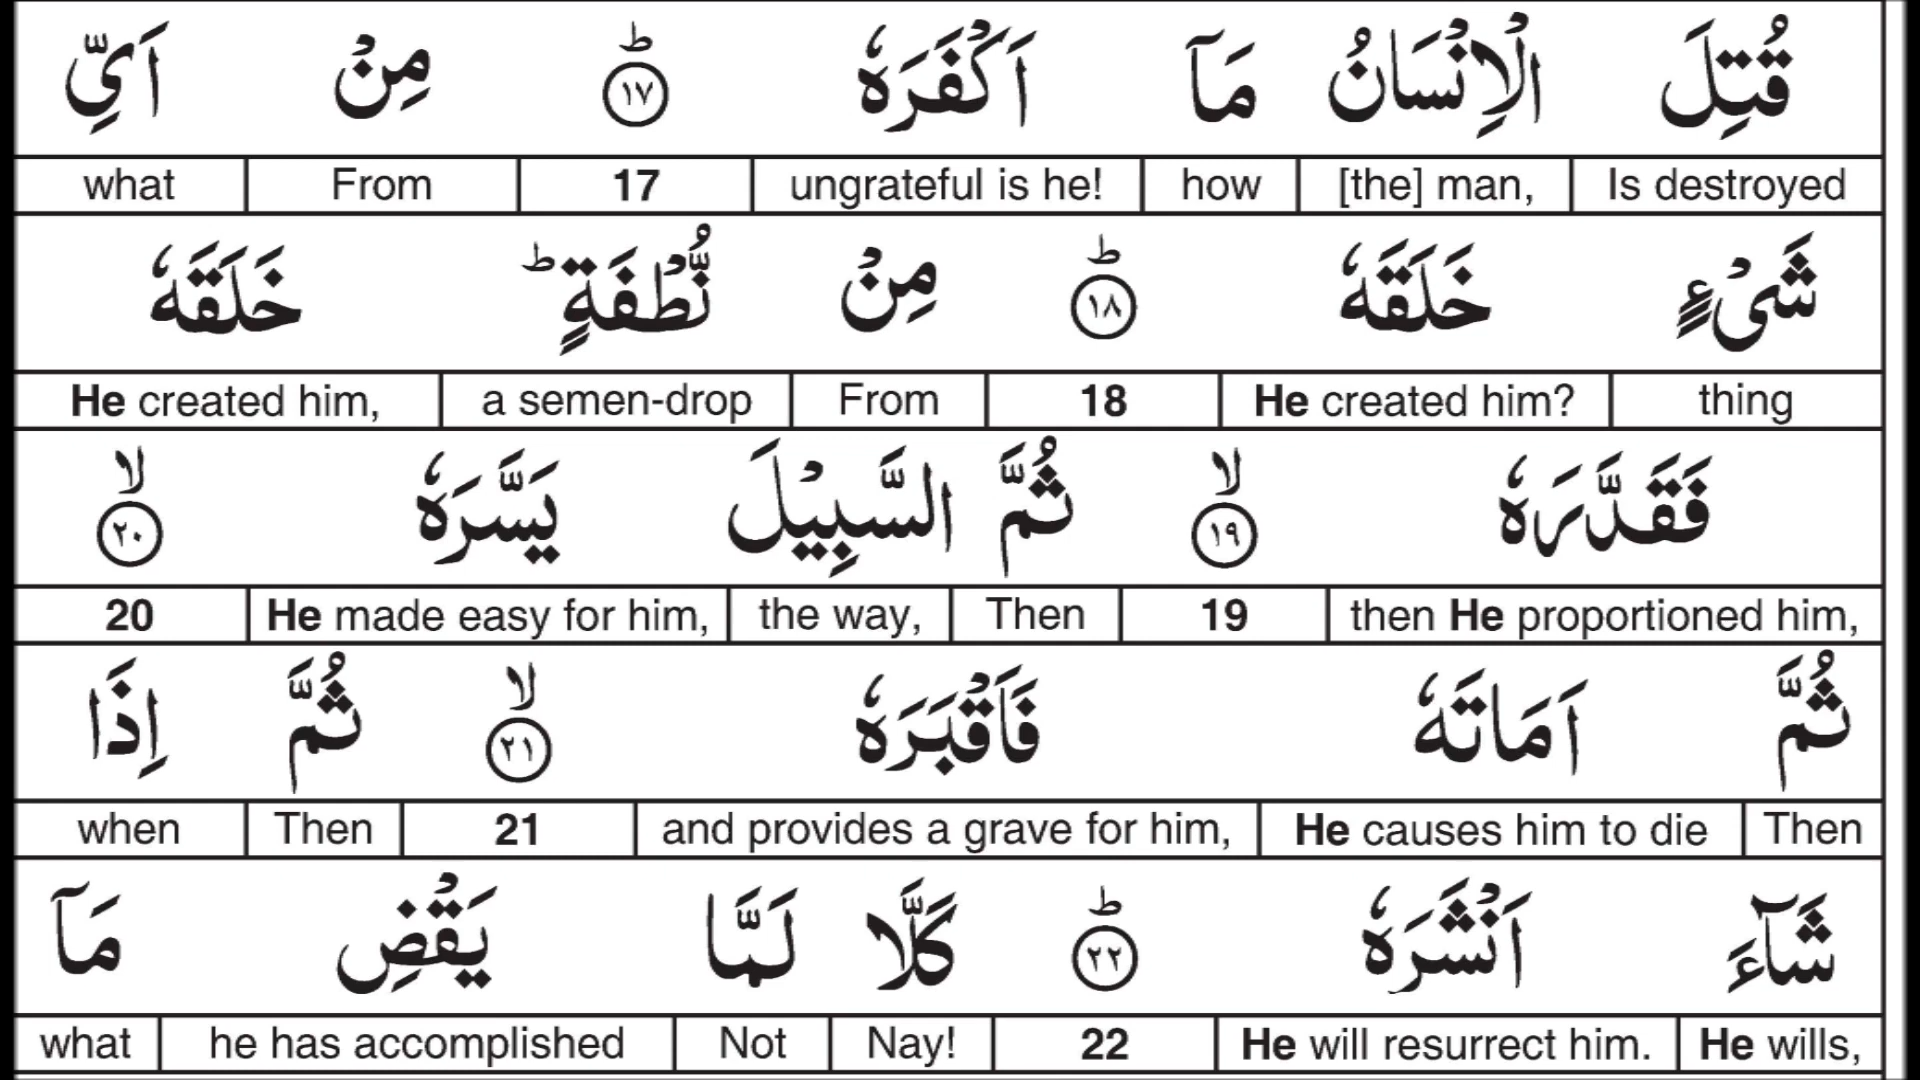 قُتِلَ الْاِنْسَانُ مَاۤ اَكْفَرَهٗ ؕ ﴿۱۷﴾ مِنْ اَیِّ
Is destroyed [the] man, how ungrateful is he! 17 From what
شَیْءٍ خَلَقَهٗ ؕ ﴿۱۸﴾ مِنْ نُّطْفَةٍ ؕ خَلَقَهٗ
thing He created him? 18 From a semen-drop He created him,
فَقَدَّرَهٗ ۙ ﴿۱۹﴾ ثُمَّ السَّبِیْلَ یَسَّرَهٗ ۙ ﴿۲۰﴾
then He proportioned him, 19 Then the way, He made easy for him, 20
ثُمَّ اَمَاتَهٗ فَاَقْبَرَهٗ ۙ ﴿۲۱﴾ ثُمَّ اِذَا
Then He causes him to die and provides a grave for him, 21 Then when
شَآءَ اَنْشَرَهٗ ؕ ﴿۲۲﴾ كَلَّا لَمَّا یَقْضِ مَاۤ
He wills, He will resurrect him. 22 Nay! Not he has accomplished what